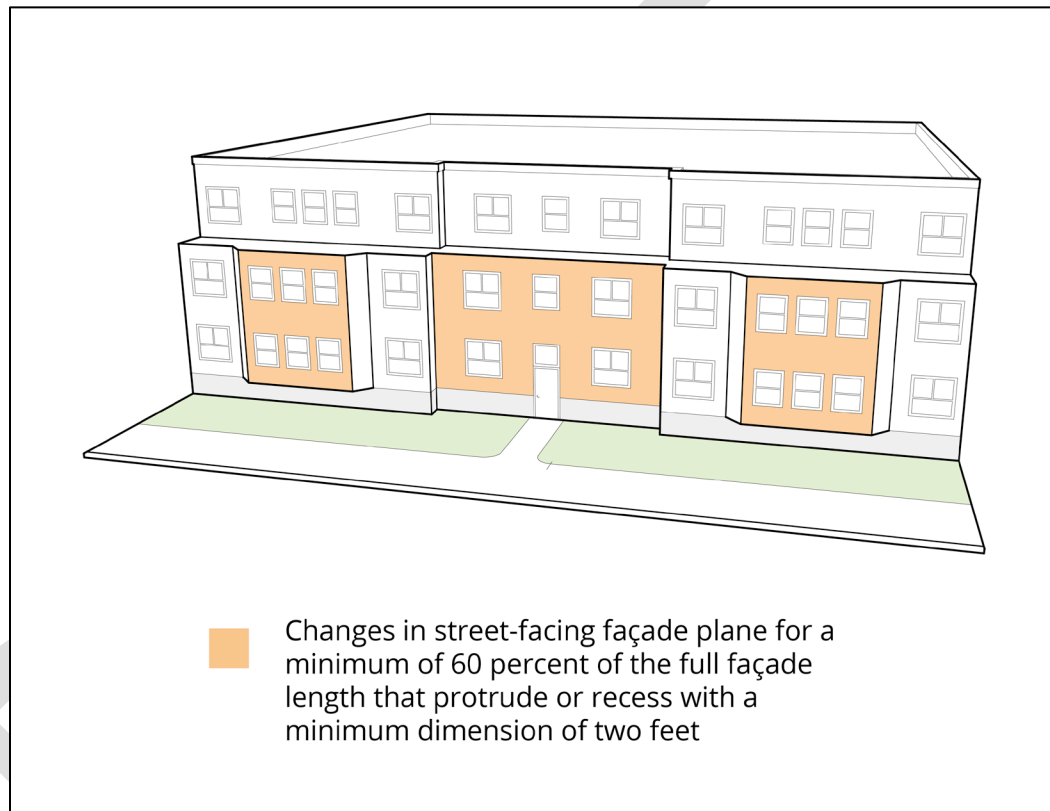 Changes in street-facing façade plane for a
minimum of 60 percent of the full façade
length that protrude or recess with a
minimum dimension of two feet